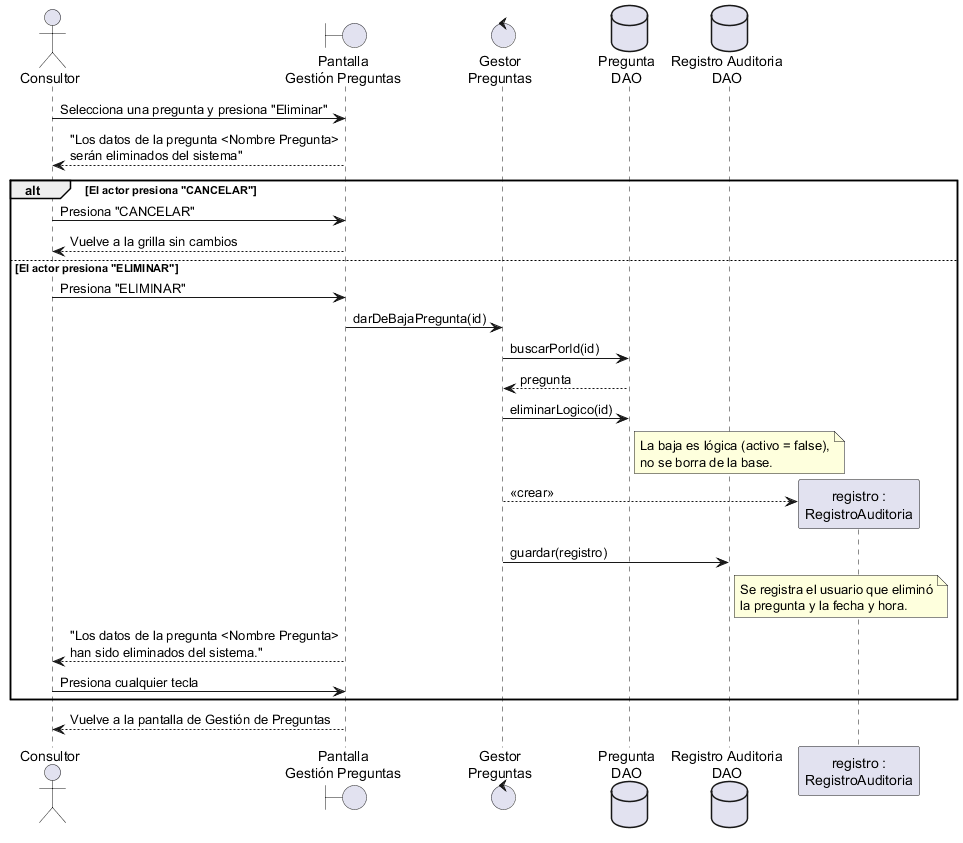 Consultor
Pantalla
Gestión Preguntas
Gestor
Preguntas
Pregunta
DAO
Registro Auditoria
DAO
Selecciona una pregunta y presiona "Eliminar"
"Los datos de la pregunta <Nombre Pregunta>
serán eliminados del sistema"
alt
[El actor presiona "CANCELAR"]
Presiona "CANCELAR"
Vuelve a la grilla sin cambios
[El actor presiona "ELIMINAR"]
Presiona "ELIMINAR"
darDeBajaPregunta(id)
buscarPorId(id)
pregunta
eliminarLogico(id)
La baja es lógica (activo = false),
no se borra de la base.
«crear»
registro :
RegistroAuditoria
guardar(registro)
Se registra el usuario que eliminó
la pregunta y la fecha y hora.
"Los datos de la pregunta <Nombre Pregunta>
han sido eliminados del sistema."
Presiona cualquier tecla
Vuelve a la pantalla de Gestión de Preguntas
Consultor
Pantalla
Gestión Preguntas
Gestor
Preguntas
Pregunta
DAO
Registro Auditoria
DAO
registro :
RegistroAuditoria